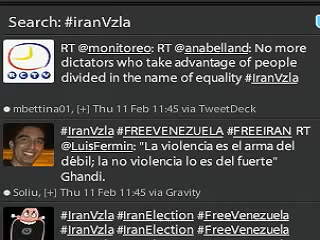 Search: #iranVzla
RT @monitoreo: RT @anabelland: No more
dictators who take advantage of people
divided in the name of equality #IranVzla
RCTV
mbettina01, [+] Thu 11 Feb 11:45 via TweetDeck
#IranVzla #FREEVENEZUELA #FREEIRAN RT
@LuisFermin: "La violencia es el arma del
débil; la no violencia lo es del fuerte"
Ghandi.
Soliu, [+] Thu 11 Feb 11:45 via Gravity
#IranVzla #IranElection #FreeVenezuela
#IranVzla #IranElection #FreeVenezuela